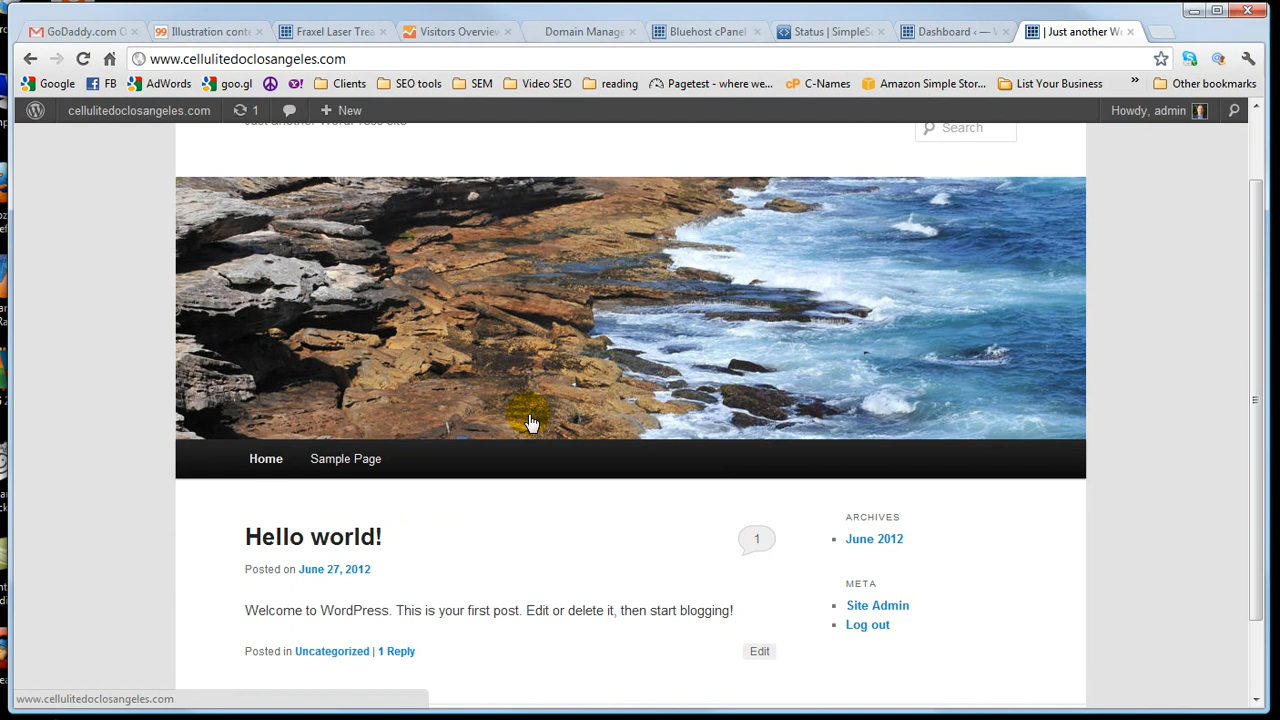 GoDaddy.com O
Illustration cont
Fraxel Laser Trea
Visitors Overvie
Domain Manage
Bluehost cPanel
Status | SimpleS
Dashboard ‹ — V
| Just another W
www.cellulitedoclosangeles.com
Google
FB
AdWords
goo.gl
Clients
SEO tools
SEM
Video SEO
reading
Pagetest - where we...
C-Names
Amazon Simple Stor...
List Your Business
»
Other bookmarks
cellulitedoclosangeles.com
1
+ New
Howdy, admin
Just another WordPress site
Search
Home
Sample Page
Hello world!
1
Posted on June 27, 2012
Welcome to WordPress. This is your first post. Edit or delete it, then start blogging!
Posted in Uncategorized | 1 Reply
Edit
ARCHIVES
June 2012
META
Site Admin
Log out
www.cellulitedoclosangeles.com